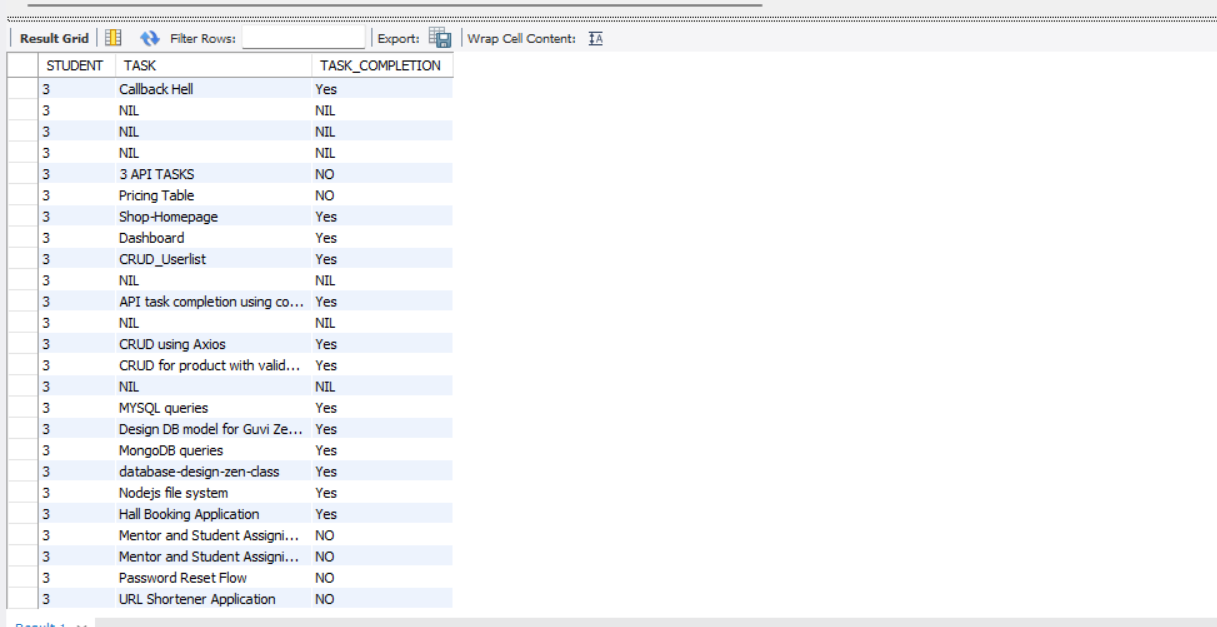 Result Grid Filter Rows: Export: Wrap Cell Content: IA
STUDENT TASK TASK_COMPLETION
3 Callback Hell Yes
3 NIL NIL
3 NIL NIL
3 NIL NIL
3 3 API TASKS NO
3 Pricing Table NO
3 Shop-Homepage Yes
3 Dashboard Yes
3 CRUD_Userlist Yes
3 NIL NIL
3 API task completion using co... Yes
3 NIL NIL
3 CRUD using Axios Yes
3 CRUD for product with valid... Yes
3 NIL NIL
3 MYSQL queries Yes
3 Design DB model for Guvi Ze... Yes
3 MongoDB queries Yes
3 database-design-zen-class Yes
3 Nodejs file system Yes
3 Hall Booking Application Yes
3 Mentor and Student Assigni... NO
3 Mentor and Student Assigni... NO
3 Password Reset Flow NO
3 URL Shortener Application NO